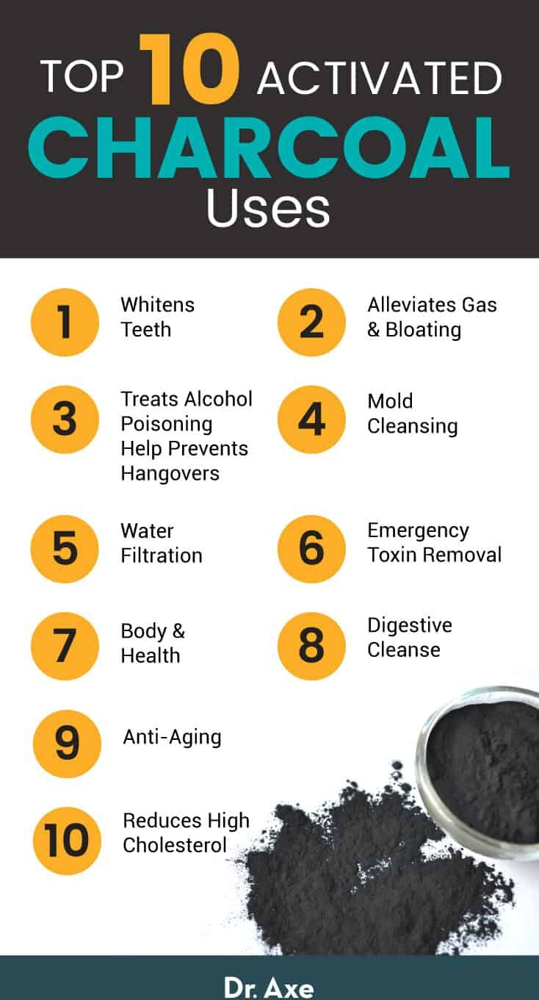 TOP 10 ACTIVATED
CHARCOAL
Uses
1
Whitens
Teeth
2
Alleviates Gas
& Bloating
3
Treats Alcohol
Poisoning
Help Prevents
Hangovers
4
Mold
Cleansing
5
Water
Filtration
6
Emergency
Toxin Removal
7
Body &
Health
8
Digestive
Cleanse
9
Anti-Aging
10
Reduces High
Cholesterol
Dr. Axe